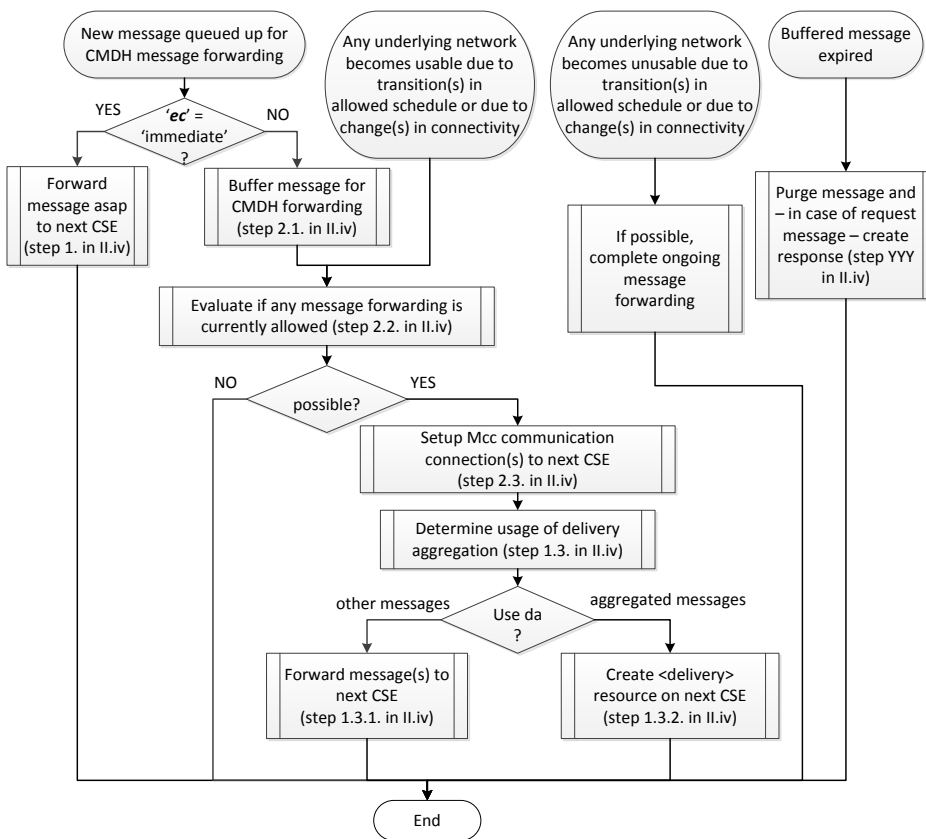 New message queued up for
CMDH message forwarding
Any underlying network
becomes usable due to
transition(s) in
allowed schedule or due to
change(s) in connectivity
Any underlying network
becomes unusable due to
transition(s) in
allowed schedule or due to
change(s) in connectivity
Buffered message
expired
YES
'ec' =
'immediate'
?
NO
Forward
message asap
to next CSE
(step 1. in II.iv)
Buffer message for
CMDH forwarding
(step 2.1. in II.iv)
If possible,
complete ongoing
message
forwarding
Purge message and
– in case of request
message – create
response (step YYY
in II.iv)
Evaluate if any message forwarding is
currently allowed (step 2.2. in II.iv)
NO
possible?
YES
Setup Mcc communication
connection(s) to next CSE
(step 2.3. in II.iv)
Determine usage of delivery
aggregation (step 1.3. in II.iv)
other messages
Use da
?
aggregated messages
Forward message(s) to
next CSE
(step 1.3.1. in II.iv)
Create <delivery>
resource on next CSE
(step 1.3.2. in II.iv)
End